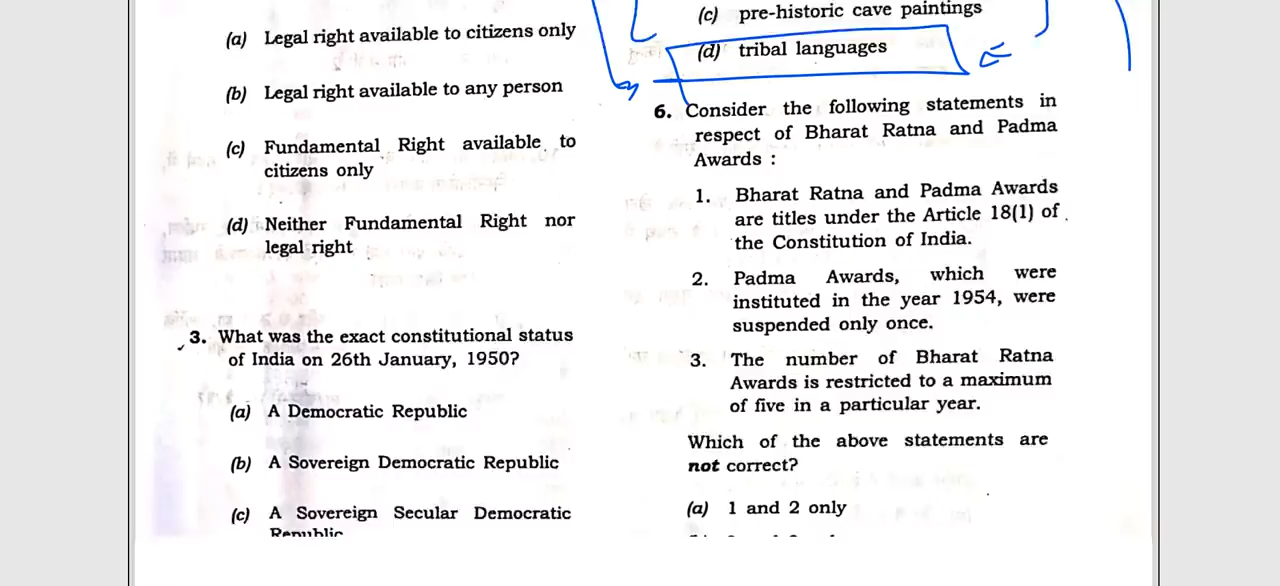 (a) Legal right available to citizens only
(b) Legal right available to any person
(c) Fundamental Right available to
citizens only
(d) Neither Fundamental Right nor
legal right
3. What was the exact constitutional status
of India on 26th January, 1950?
(a) A Democratic Republic
(b) A Sovereign Democratic Republic
(c) A Sovereign Secular Democratic
Republic
(c) pre-historic cave paintings
(d) tribal languages
6. Consider the following statements in
respect of Bharat Ratna and Padma
Awards :
1. Bharat Ratna and Padma Awards
are titles under the Article 18(1) of
the Constitution of India.
2. Padma Awards, which were
instituted in the year 1954, were
suspended only once.
3. The number of Bharat Ratna
Awards is restricted to a maximum
of five in a particular year.
Which of the above statements are
not correct?
(a) 1 and 2 only